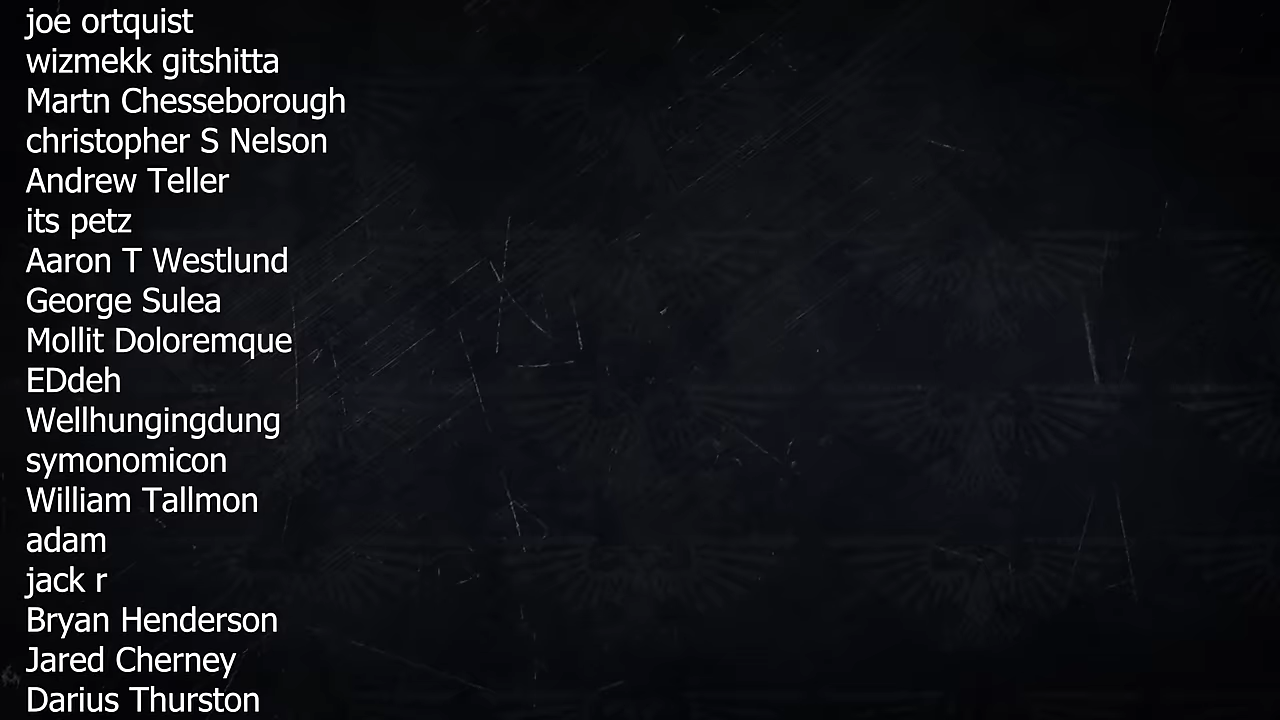 joe ortquist
wizmekk gitshitta
Martn Chesseborough
christopher S Nelson
Andrew Teller
its petz
Aaron T Westlund
George Sulea
Mollit Doloremque
EDdeh
Wellhungingdung
symonomicon
William Tallmon
adam
jack r
Bryan Henderson
Jared Cherney
Darius Thurston